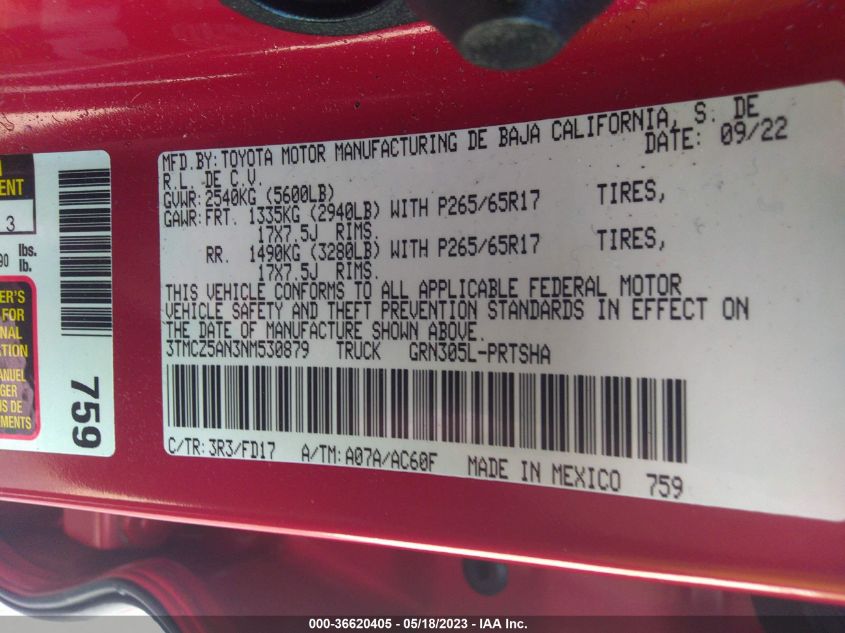 MFD.BY:TOYOTA MOTOR MANUFACTURING DE BAJA CALIFORNIA, S. DE
R.L. DE C.V. DATE: 09/22
GVWR:2540KG (5600LB)
GAWR:FRT. 1335KG (2940LB) WITH P265/65R17 TIRES,
17X7.5J RIMS.
RR. 1490KG (3280LB) WITH P265/65R17 TIRES,
17X7.5J RIMS.
THIS VEHICLE CONFORMS TO ALL APPLICABLE FEDERAL MOTOR
VEHICLE SAFETY AND THEFT PREVENTION STANDARDS IN EFFECT ON
THE DATE OF MANUFACTURE SHOWN ABOVE.
3TMCZ5AN3NM530879 TRUCK GRN305L-PRTSHA
C/TR:3R3/FD17 A/TM:A07A/AC60F MADE IN MEXICO 759
3
lbs.
lb.
FOR
DE
759
000-36620405 - 05/18/2023 - IAA Inc.